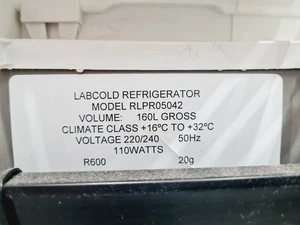 LABCOLD REFRIGERATOR
MODEL RLPR05042
VOLUME: 160L GROSS
CLIMATE CLASS +16ºC TO +32ºC
VOLTAGE 220/240 50Hz
110WATTS
R600 20g